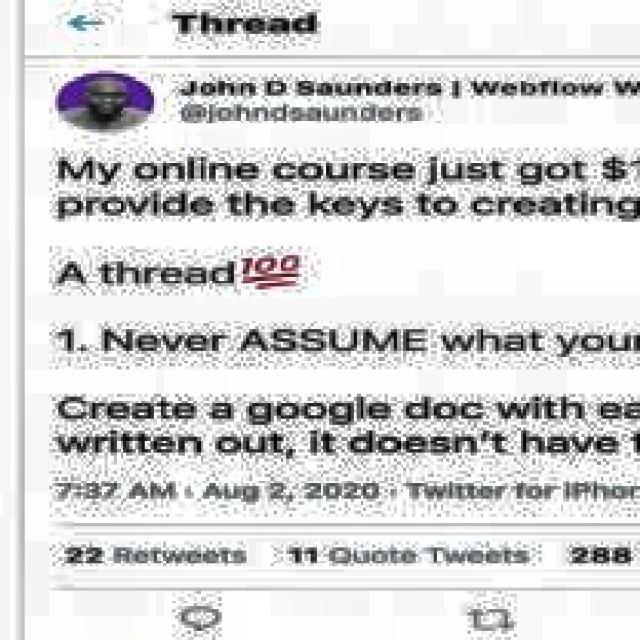 Thread
John D Saunders | Webflow W
@johndsaunders
My online course just got $1
provide the keys to creating
A thread💯
1. Never ASSUME what your
Create a google doc with ea
written out, it doesn't have t
7:37 AM · Aug 2, 2020 · Twitter for iPhon
22 Retweets 11 Quote Tweets 288